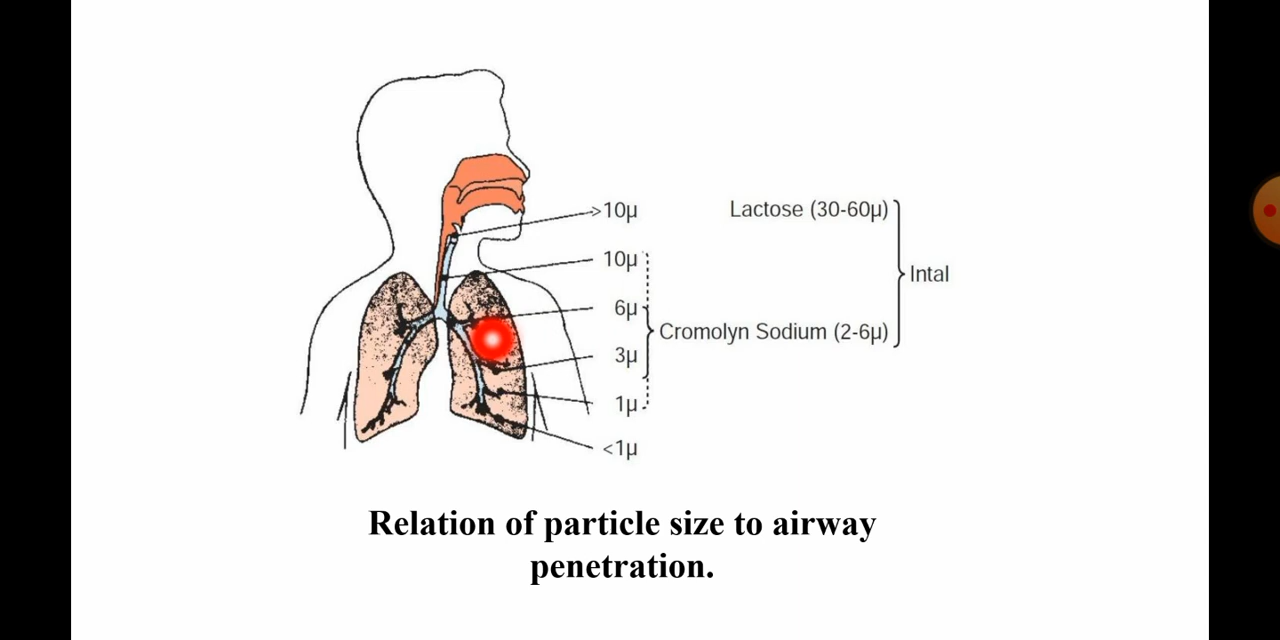 >10µ
Lactose (30-60µ)
10µ
Intal
6µ
Cromolyn Sodium (2-6µ)
3µ
1µ
<1µ
Relation of particle size to airway
penetration.